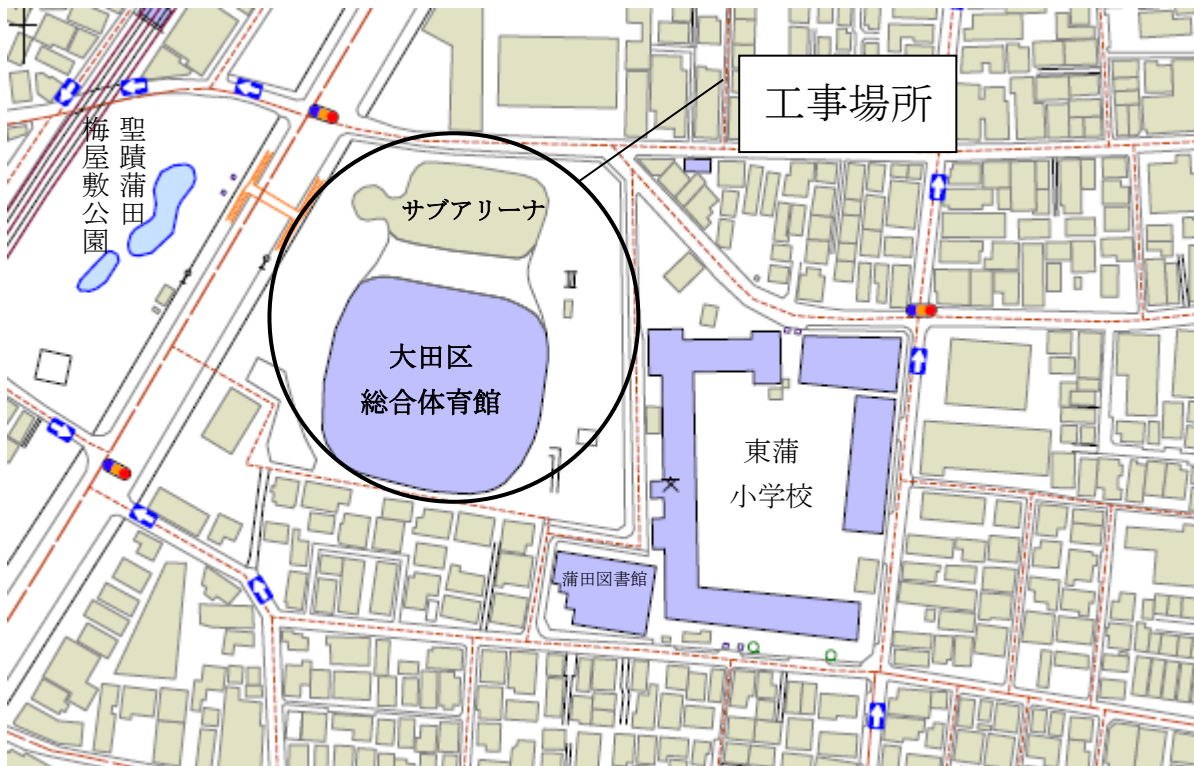 工事場所
聖蹟蒲田
梅屋敷公園
サブアリーナ
大田区
総合体育館
東蒲
小学校
蒲田図書館